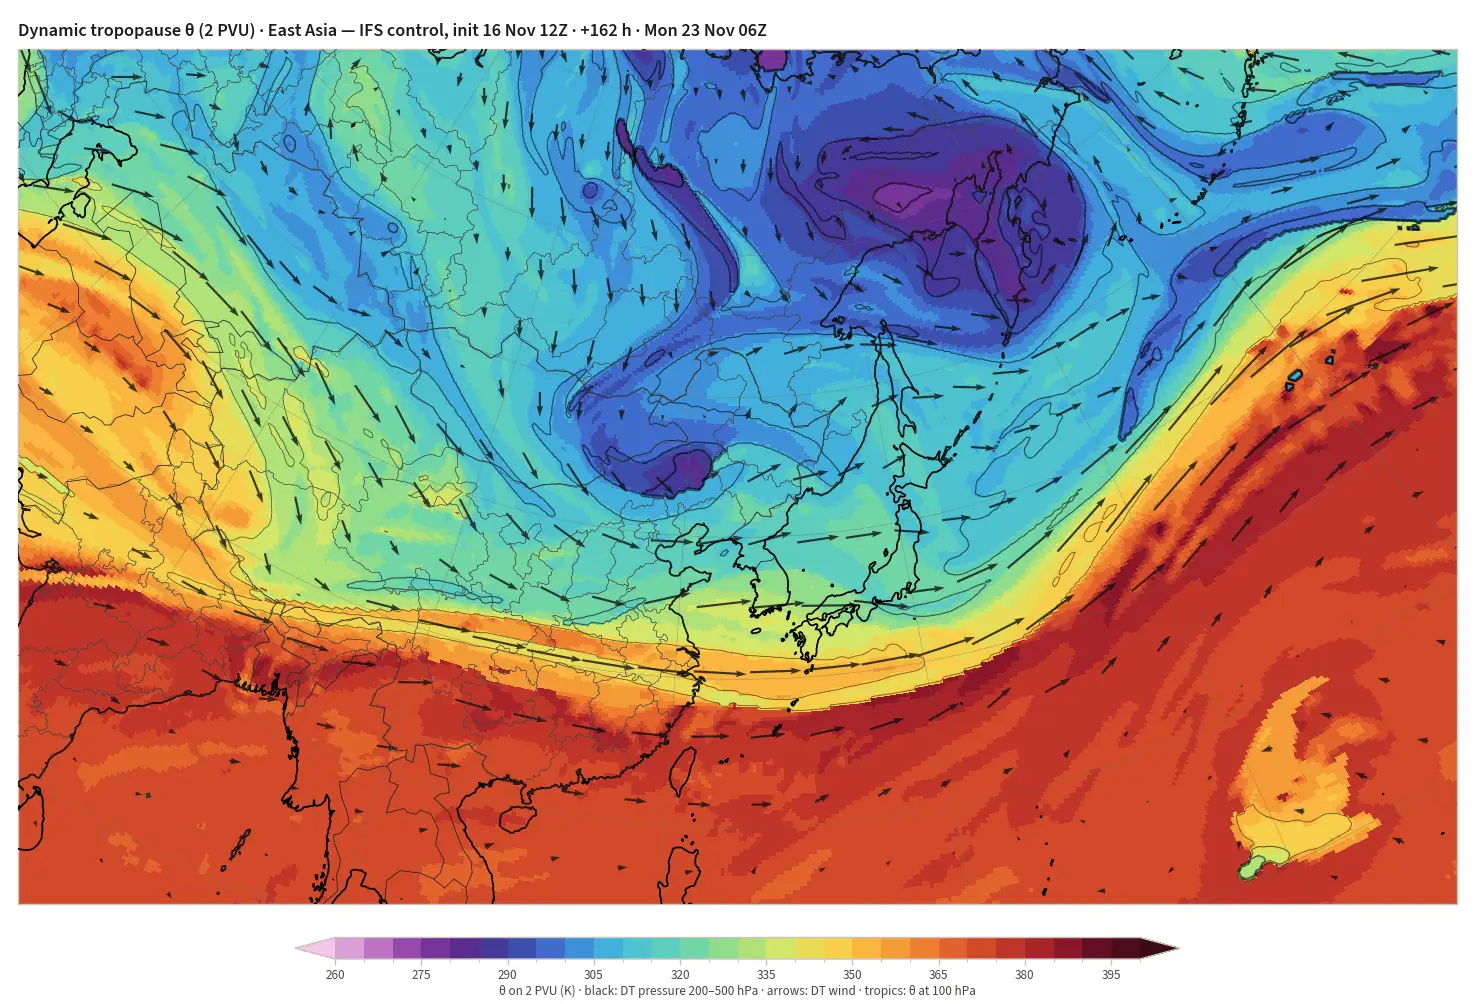 Dynamic tropopause θ (2 PVU) · East Asia — IFS control, init 16 Nov 12Z · +162 h · Mon 23 Nov 06Z
260 275 290 305 320 335 350 365 380 395
θ on 2 PVU (K) · black: DT pressure 200–500 hPa · arrows: DT wind · tropics: θ at 100 hPa